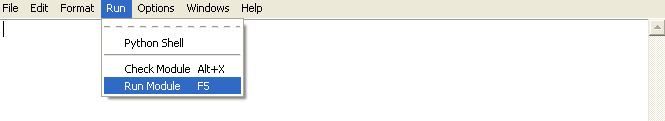 File Edit Format Run Options Windows Help
Python Shell
Check Module Alt+X
Run Module F5